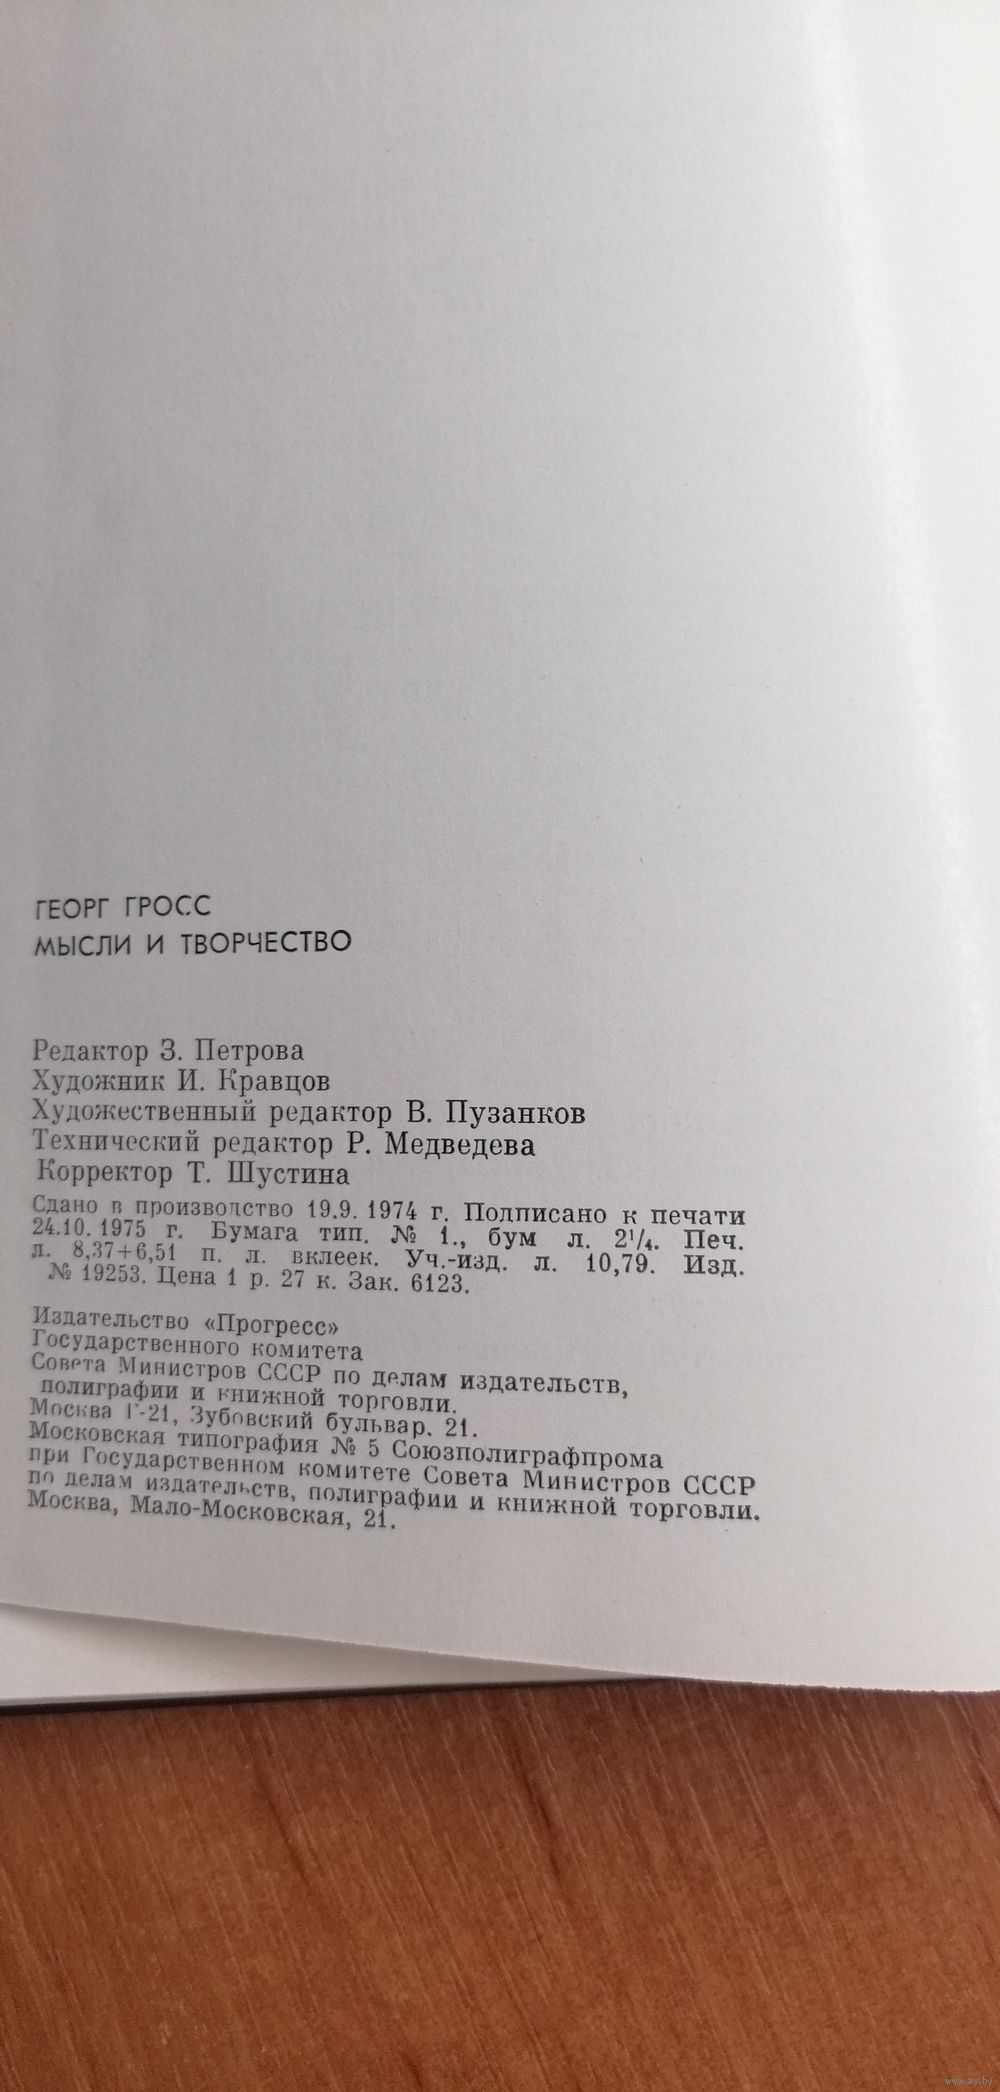 ГЕОРГ ГРОСС
МЫСЛИ И ТВОРЧЕСТВО
Редактор З. Петрова
Художник И. Кравцов
Художественный редактор В. Пузанков
Технический редактор Р. Медведева
Корректор Т. Шустина
Сдано в производство 19.9. 1974 г. Подписано к печати
24.10. 1975 г. Бумага тип. № 1., бум л. 2¹/₄. Печ.
л. 8,37+6,51 п. л. вклеек. Уч.-изд. л. 10,79. Изд.
№ 19253. Цена 1 р. 27 к. Зак. 6123.
Издательство «Прогресс»
Государственного комитета
Совета Министров СССР по делам издательств,
полиграфии и книжной торговли.
Москва Г-21, Зубовский бульвар. 21.
Московская типография № 5 Союзполиграфпрома
при Государственном комитете Совета Министров СССР
по делам издательств, полиграфии и книжной торговли.
Москва, Мало-Московская, 21.
www.ay.by